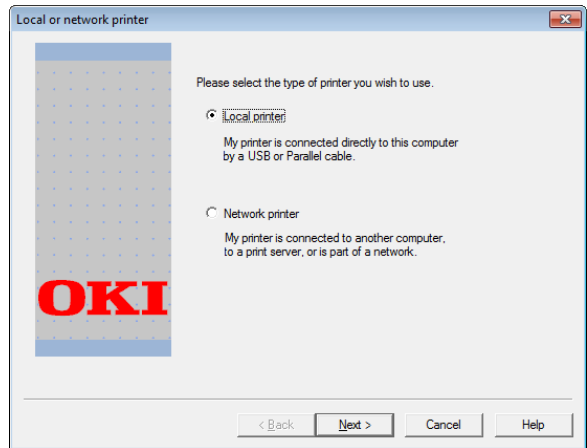 Local or network printer
Please select the type of printer you wish to use.
Local printer
My printer is connected directly to this computer
by a USB or Parallel cable.
Network printer
My printer is connected to another computer,
to a print server, or is part of a network.
OKI
< Back
Next >
Cancel
Help